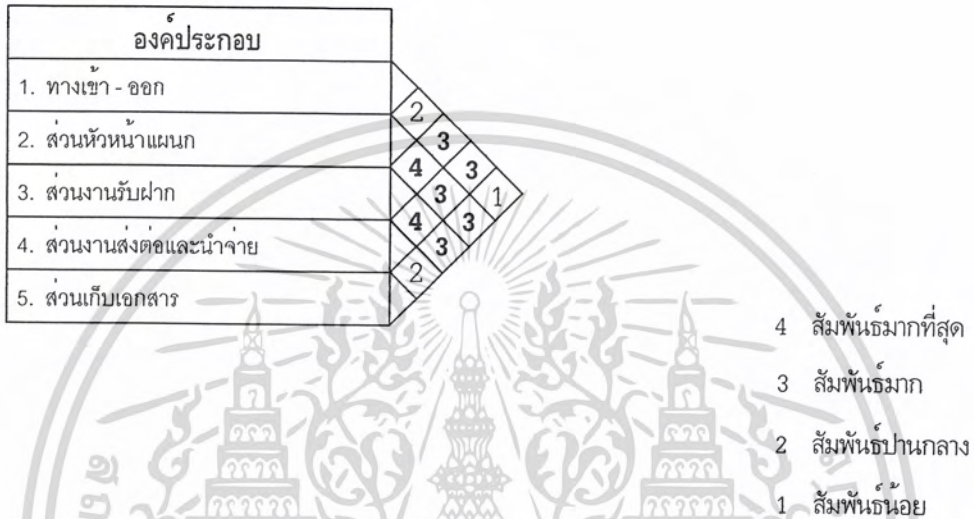 องค์ประกอบ
1. ทางเข้า - ออก
2. ส่วนหัวหน้าแผนก
3. ส่วนงานรับฝาก
4. ส่วนงานส่งต่อและนำจ่าย
5. ส่วนเก็บเอกสาร
2
3
4 3
3 1
4 3
3
2
4 สัมพันธ์มากที่สุด
3 สัมพันธ์มาก
2 สัมพันธ์ปานกลาง
1 สัมพันธ์น้อย